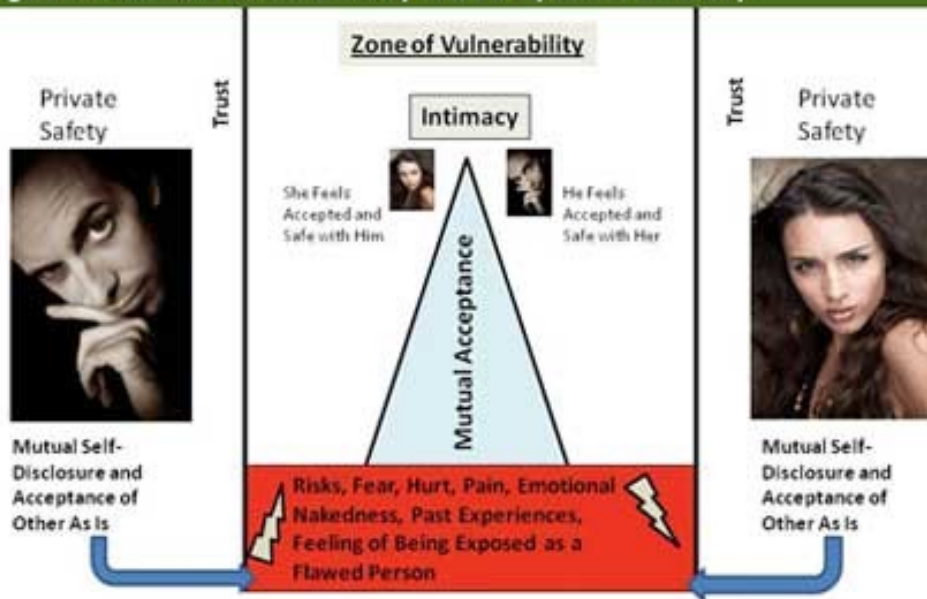 Zone of Vulnerability
Private
Safety
Trust
Intimacy
Trust
Private
Safety
She Feels
Accepted and
Safe with Him
He Feels
Accepted and
Safe with Her
Mutual Acceptance
Mutual Self-
Disclosure and
Acceptance of
Other As Is
Risks, Fear, Hurt, Pain, Emotional
Nakedness, Past Experiences,
Feeling of Being Exposed as a
Flawed Person
Mutual Self-
Disclosure and
Acceptance of
Other As Is